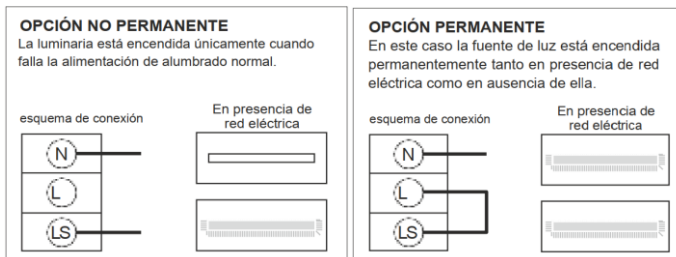 OPCIÓN NO PERMANENTE
La luminaria está encendida únicamente cuando
falla la alimentación de alumbrado normal.
esquema de conexión
En presencia de
red eléctrica
N
L
LS
OPCIÓN PERMANENTE
En este caso la fuente de luz está encendida
permanentemente tanto en presencia de red
eléctrica como en ausencia de ella.
esquema de conexión
En presencia de
red eléctrica
N
L
LS